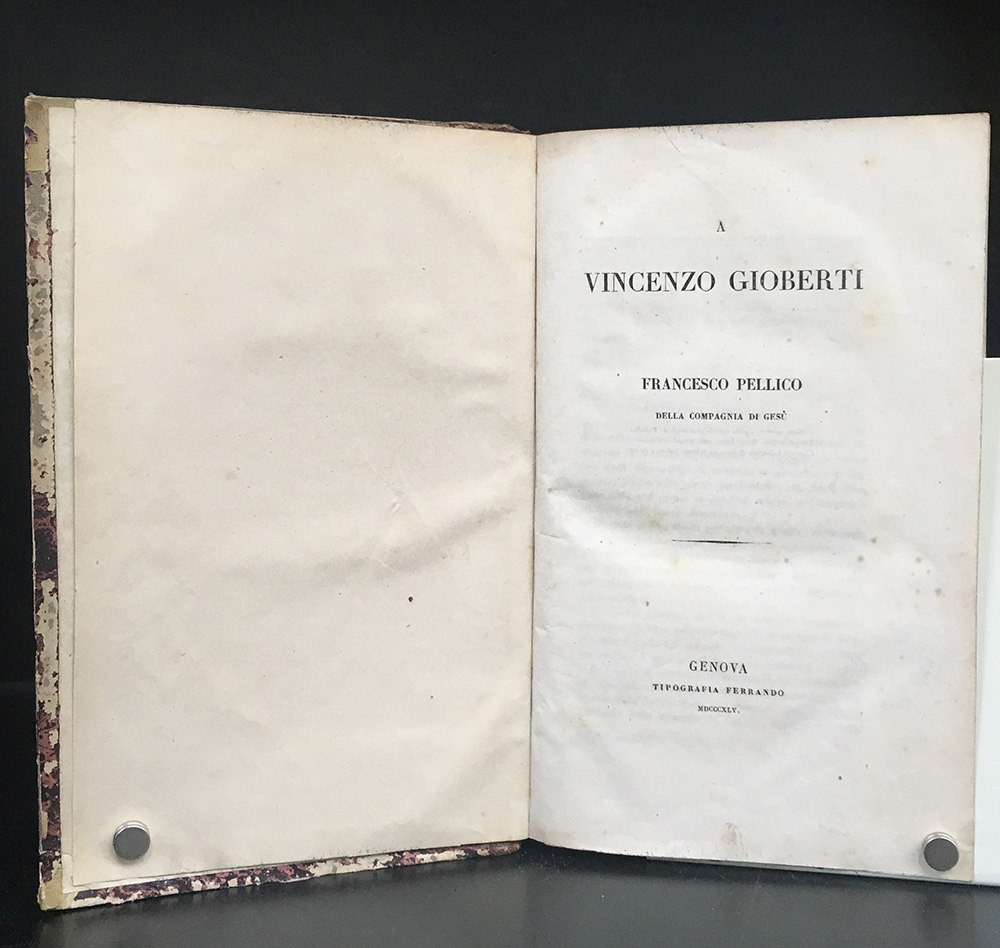 A
VINCENZO GIOBERTI
FRANCESCO PELLICO
DELLA COMPAGNIA DI GESÙ
GENOVA
TIPOGRAFIA FERRANDO
MDCCCXLV.